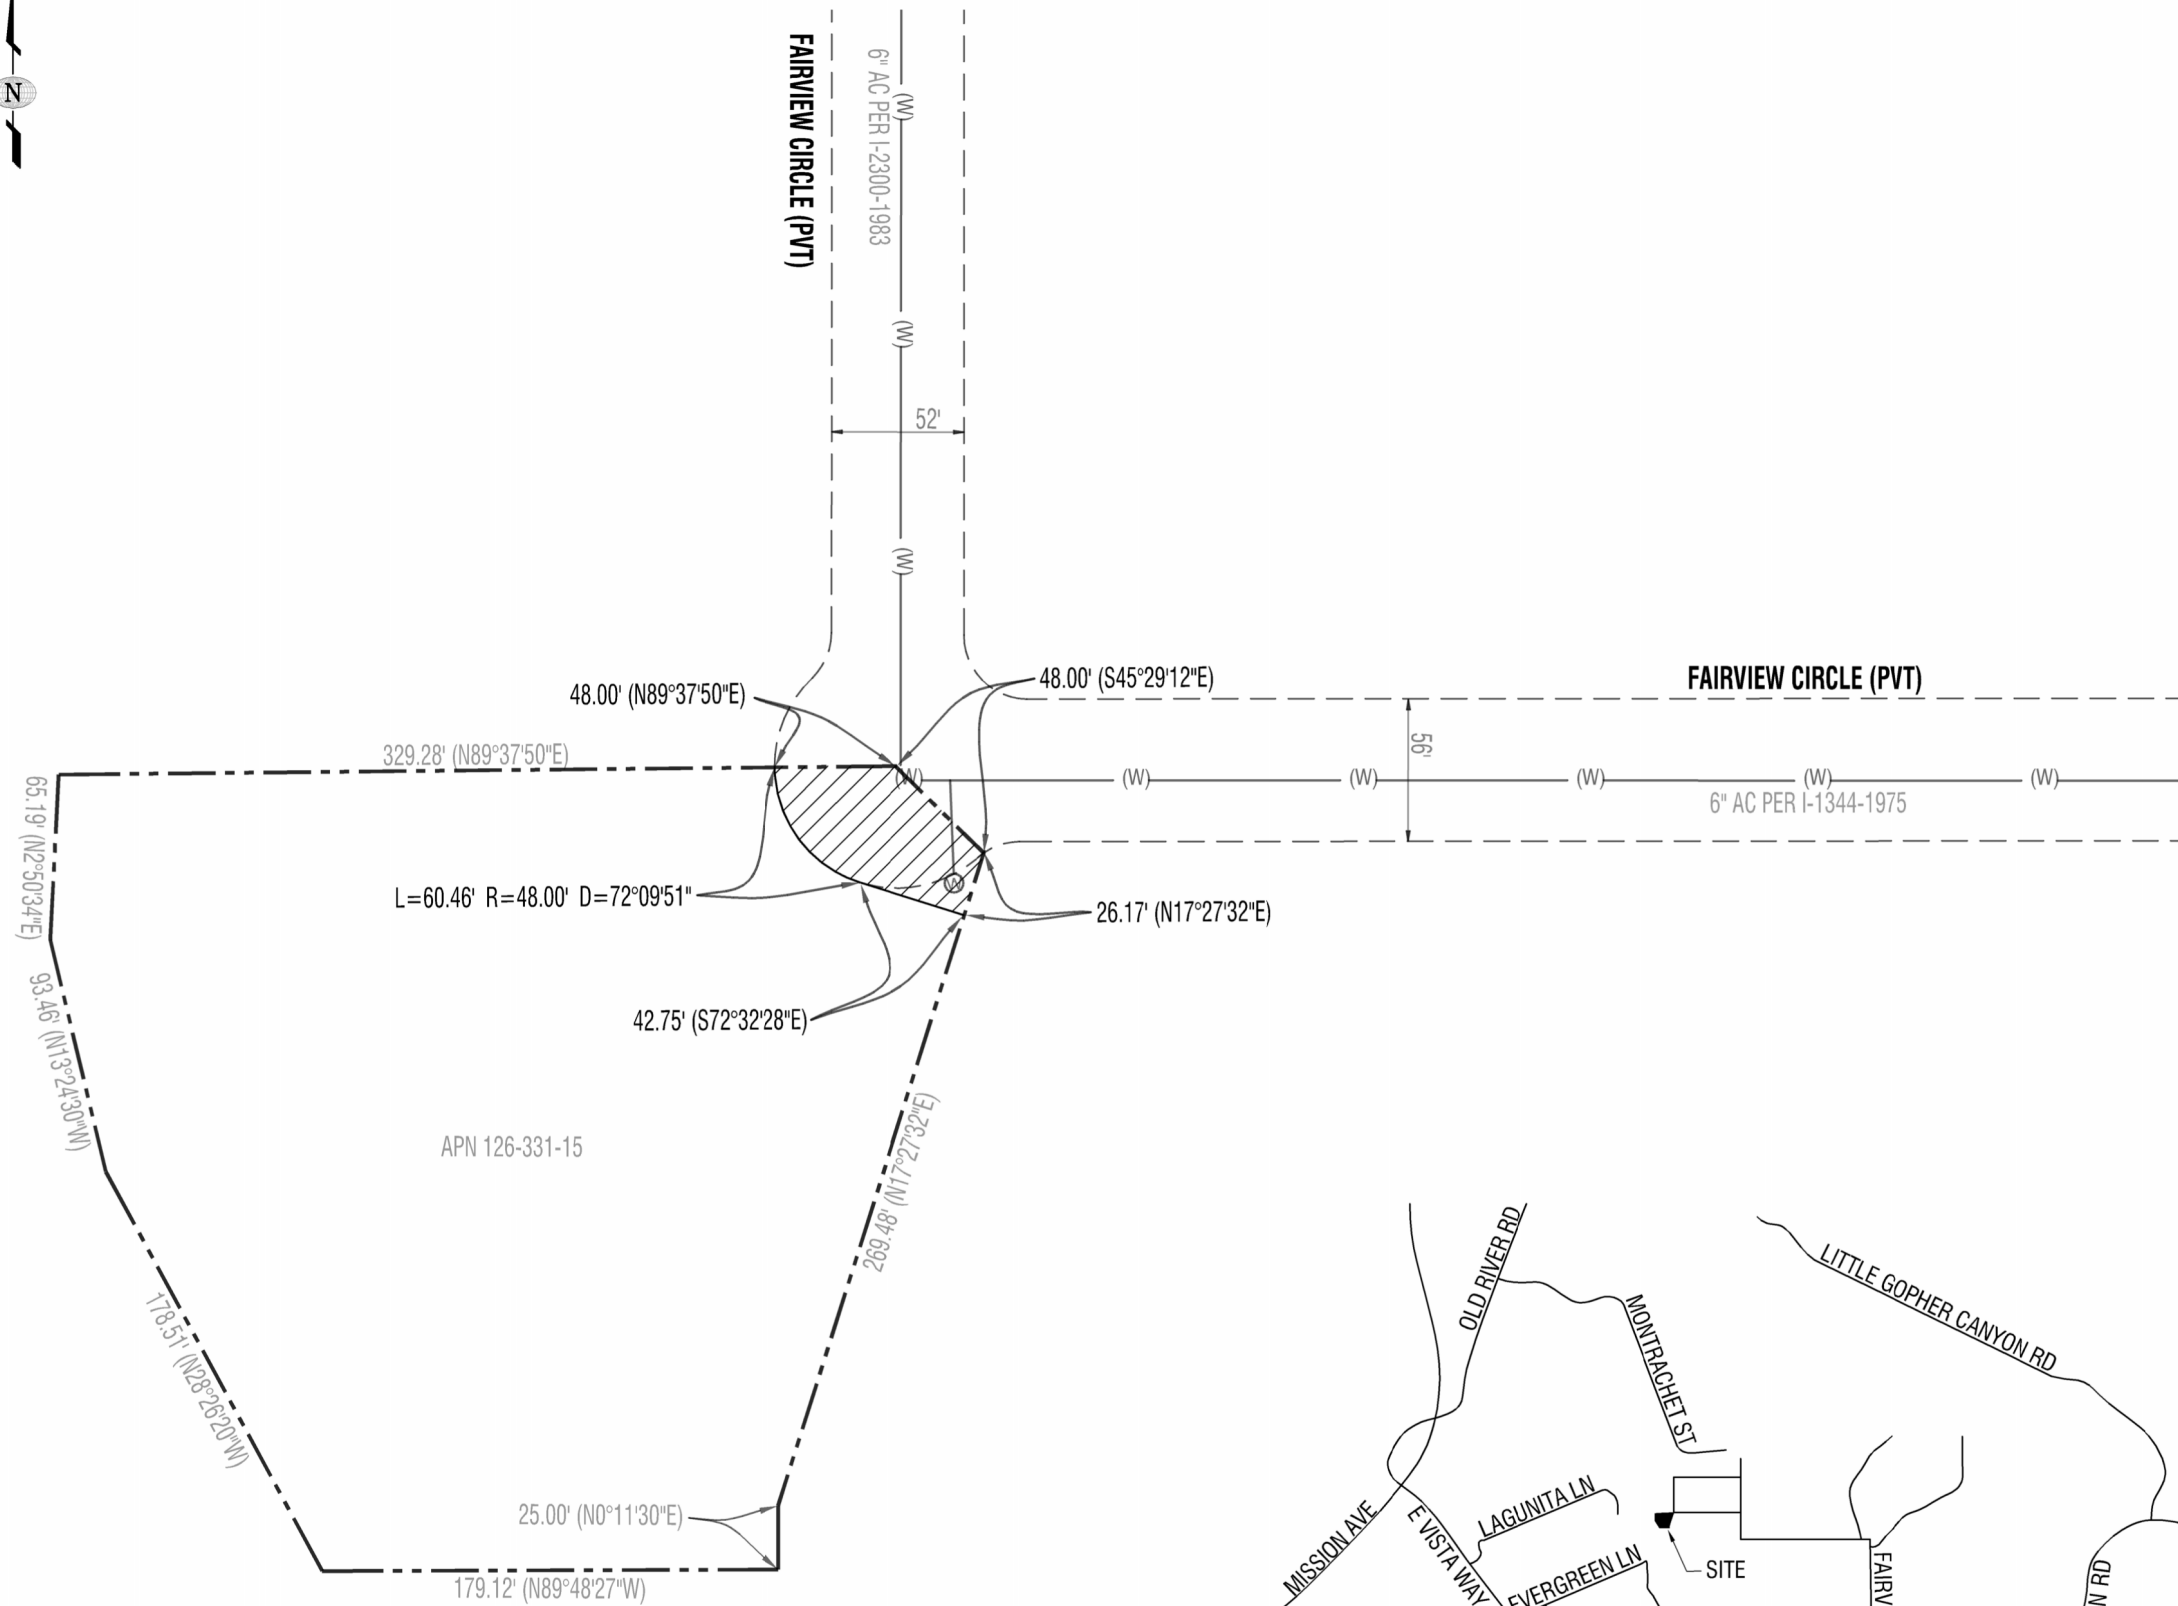 N
FAIRVIEW CIRCLE (PVT)
6" AC PER I-2300-1983
(W)
(W)
(W)
52'
48.00' (N89°37'50"E)
48.00' (S45°29'12"E)
FAIRVIEW CIRCLE (PVT)
56'
329.28' (N89°37'50"E)
(W)
(W)
(W)
(W)
(W)
(W)
6" AC PER I-1344-1975
65.19' (N2°50'34"E)
L=60.46' R=48.00' D=72°09'51"
W
26.17' (N17°27'32"E)
42.75' (S72°32'28"E)
93.46' (N13°24'30"W)
APN 126-331-15
269.48' (N17°27'32"E)
178.51' (N28°26'20"W)
25.00' (N0°11'30"E)
179.12' (N89°48'27"W)
OLD RIVER RD
LITTLE GOPHER CANYON RD
MONTRACHET ST
MISSION AVE
E VISTA WAY
LAGUNITA LN
EVERGREEN LN
SITE
FAIRV
N RD